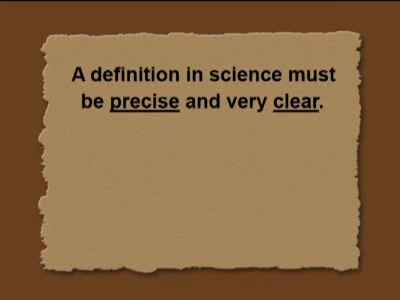 A definition in science must
be precise and very clear.